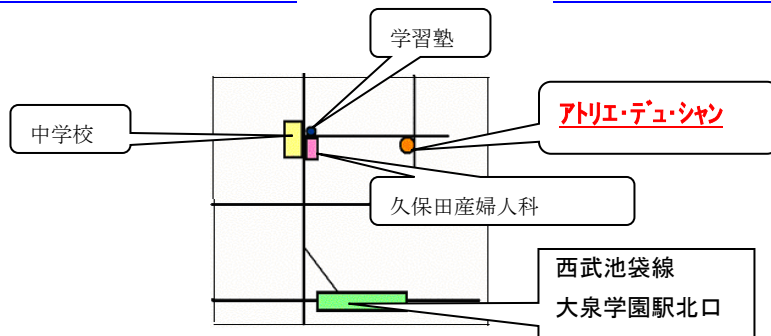 学習塾
中学校
アトリエ・デュ・シャン
久保田産婦人科
西武池袋線
大泉学園駅北口